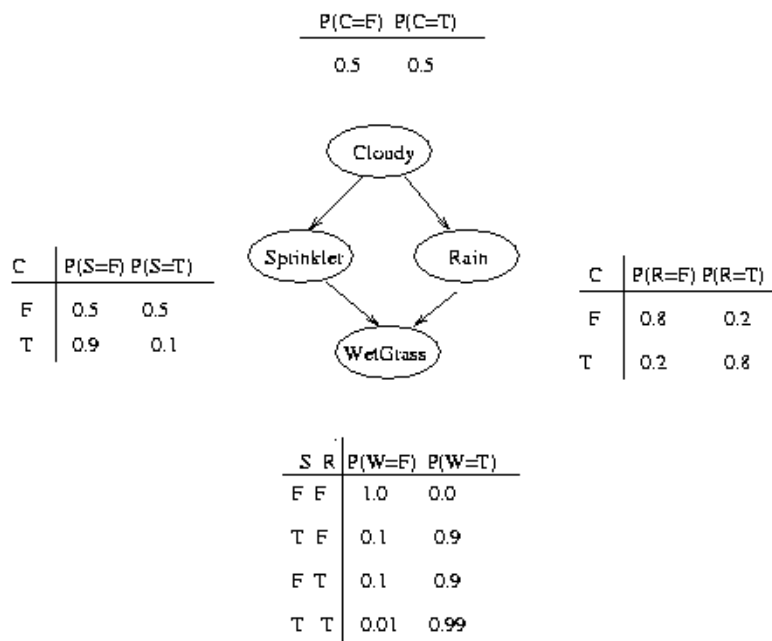 P(C=F) P(C=T)
0.5 0.5
Cloudy
Sprinkler Rain
WetGrass
C P(S=F) P(S=T)
F 0.5 0.5
T 0.9 0.1
C P(R=F) P(R=T)
F 0.8 0.2
T 0.2 0.8
S R P(W=F) P(W=T)
F F 1.0 0.0
T F 0.1 0.9
F T 0.1 0.9
T T 0.01 0.99